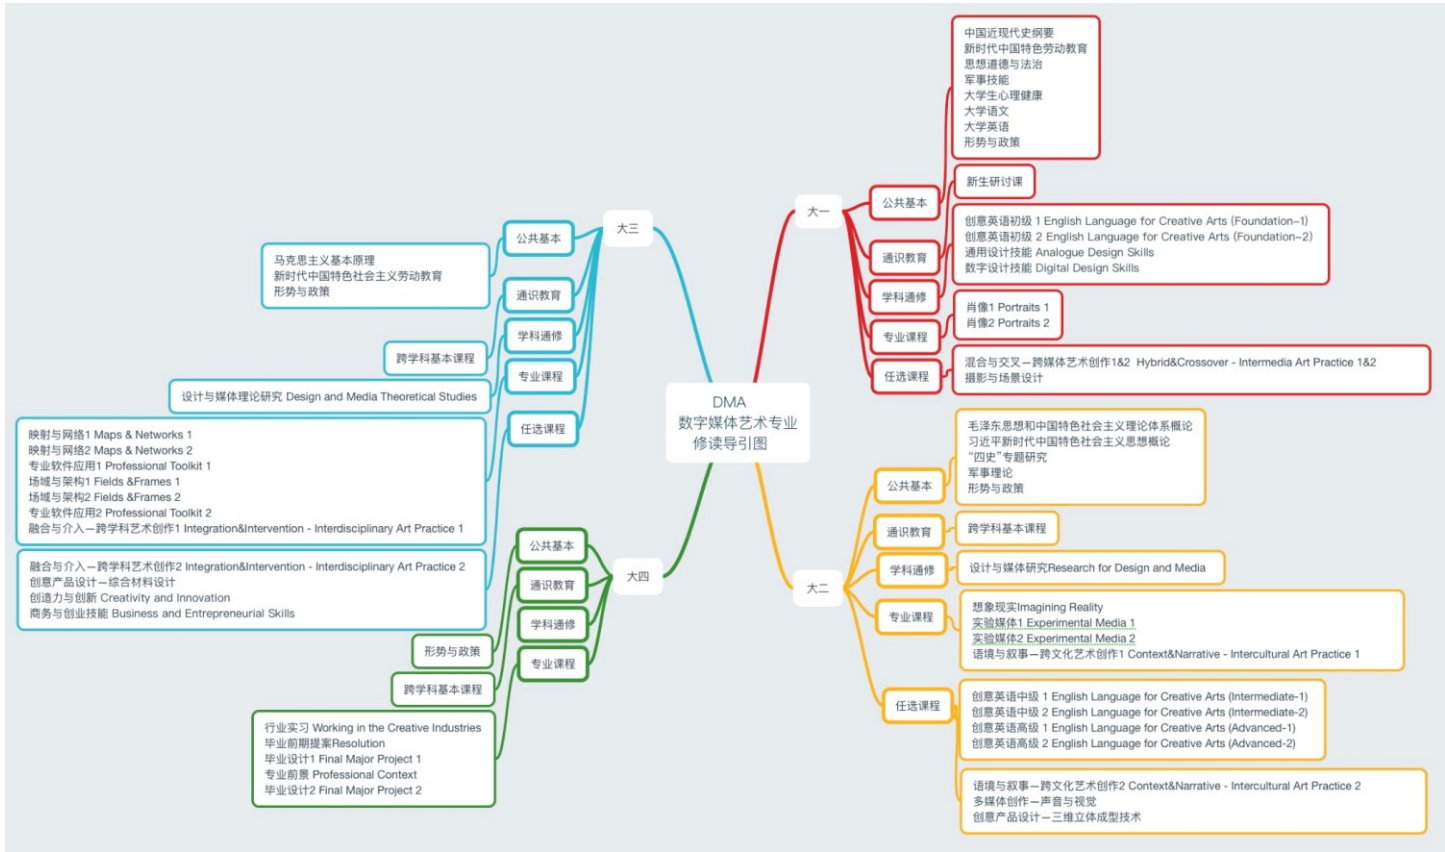 DMA
数字媒体艺术专业
修读导引图
大一
公共基本
中国近现代史纲要
新时代中国特色劳动教育
思想道德与法治
军事技能
大学生心理健康
大学语文
大学英语
形势与政策
通识教育
新生研讨课
学科通修
创意英语初级 1 English Language for Creative Arts (Foundation-1)
创意英语初级 2 English Language for Creative Arts (Foundation-2)
通用设计技能 Analogue Design Skills
数字设计技能 Digital Design Skills
专业课程
肖像1 Portraits 1
肖像2 Portraits 2
任选课程
混合与交叉—跨媒体艺术创作1&2 Hybrid&Crossover - Intermedia Art Practice 1&2
摄影与场景设计
大二
公共基本
毛泽东思想和中国特色社会主义理论体系概论
习近平新时代中国特色社会主义思想概论
“四史”专题研究
军事理论
形势与政策
通识教育
跨学科基本课程
学科通修
设计与媒体研究Research for Design and Media
专业课程
想象现实Imagining Reality
实验媒体1 Experimental Media 1
实验媒体2 Experimental Media 2
语境与叙事—跨文化艺术创作1 Context&Narrative - Intercultural Art Practice 1
任选课程
创意英语中级 1 English Language for Creative Arts (Intermediate-1)
创意英语中级 2 English Language for Creative Arts (Intermediate-2)
创意英语高级 1 English Language for Creative Arts (Advanced-1)
创意英语高级 2 English Language for Creative Arts (Advanced-2)
语境与叙事—跨文化艺术创作2 Context&Narrative - Intercultural Art Practice 2
多媒体创作—声音与视觉
创意产品设计—三维立体成型技术
大三
公共基本
马克思主义基本原理
新时代中国特色社会主义劳动教育
形势与政策
通识教育
跨学科基本课程
学科通修
设计与媒体理论研究 Design and Media Theoretical Studies
专业课程
映射与网络1 Maps & Networks 1
映射与网络2 Maps & Networks 2
专业软件应用1 Professional Toolkit 1
场域与架构1 Fields &Frames 1
场域与架构2 Fields &Frames 2
专业软件应用2 Professional Toolkit 2
融合与介入—跨学科艺术创作1 Integration&Intervention - Interdisciplinary Art Practice 1
任选课程
融合与介入—跨学科艺术创作2 Integration&Intervention - Interdisciplinary Art Practice 2
创意产品设计—综合材料设计
创造力与创新 Creativity and Innovation
商务与创业技能 Business and Entrepreneurial Skills
大四
公共基本
通识教育
学科通修
专业课程
形势与政策
跨学科基本课程
行业实习 Working in the Creative Industries
毕业前期提案Resolution
毕业设计1 Final Major Project 1
专业前景 Professional Context
毕业设计2 Final Major Project 2